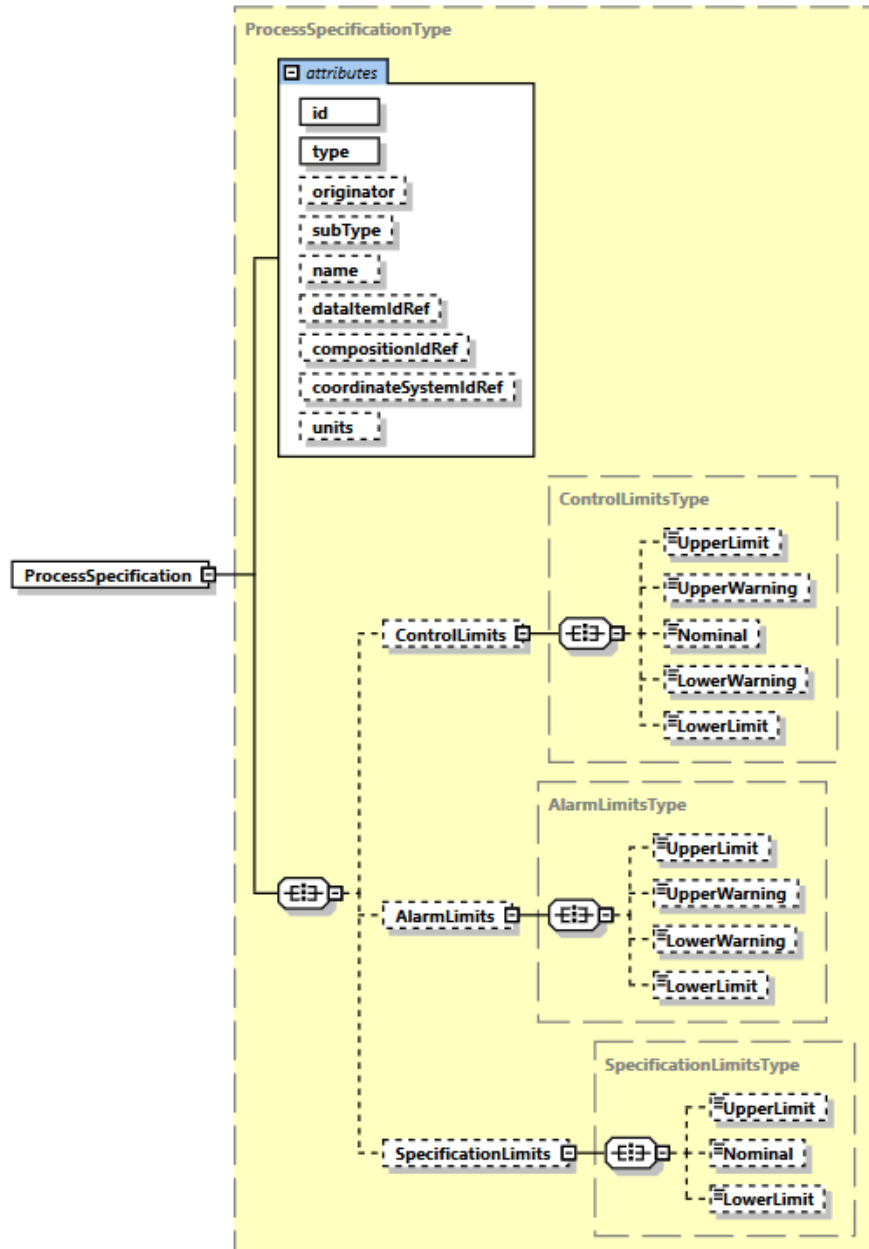 ProcessSpecificationType
attributes
id
type
originator
subType
name
dataItemIdRef
compositionIdRef
coordinateSystemIdRef
units
ProcessSpecification
ControlLimitsType
ControlLimits
UpperLimit
UpperWarning
Nominal
LowerWarning
LowerLimit
AlarmLimitsType
AlarmLimits
UpperLimit
UpperWarning
LowerWarning
LowerLimit
SpecificationLimitsType
SpecificationLimits
UpperLimit
Nominal
LowerLimit